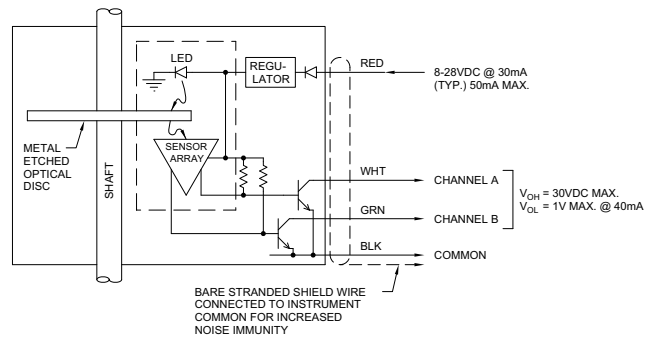 LED
REGU-
LATOR
RED
8-28VDC @ 30mA
(TYP.) 50mA MAX.
METAL
ETCHED
OPTICAL
DISC
SHAFT
SENSOR
ARRAY
WHT
CHANNEL A
VOH = 30VDC MAX.
VOL = 1V MAX. @ 40mA
GRN
CHANNEL B
BLK
COMMON
BARE STRANDED SHIELD WIRE
CONNECTED TO INSTRUMENT
COMMON FOR INCREASED
NOISE IMMUNITY